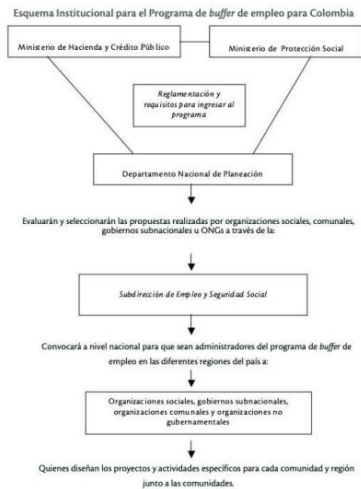 Esquema Institucional para el Programa de buffer de empleo para Colombia
Ministerio de Hacienda y Crédito Público
Ministerio de Protección Social
Reglamentación y
requisitos para ingresar al
programa
Departamento Nacional de Planeación
Evaluarán y seleccionarán las propuestas realizadas por organizaciones sociales, comunales,
gobiernos subnacionales u ONGs a través de la:
Subdirección de Empleo y Seguridad Social
Convocará a nivel nacional para que sean administradores del programa de buffer de
empleo en las diferentes regiones del país a:
Organizaciones sociales, gobiernos subnacionales,
organizaciones comunales y organizaciones no
gubernamentales
Quienes diseñan los proyectos y actividades específicos para cada comunidad y región
junto a las comunidades.